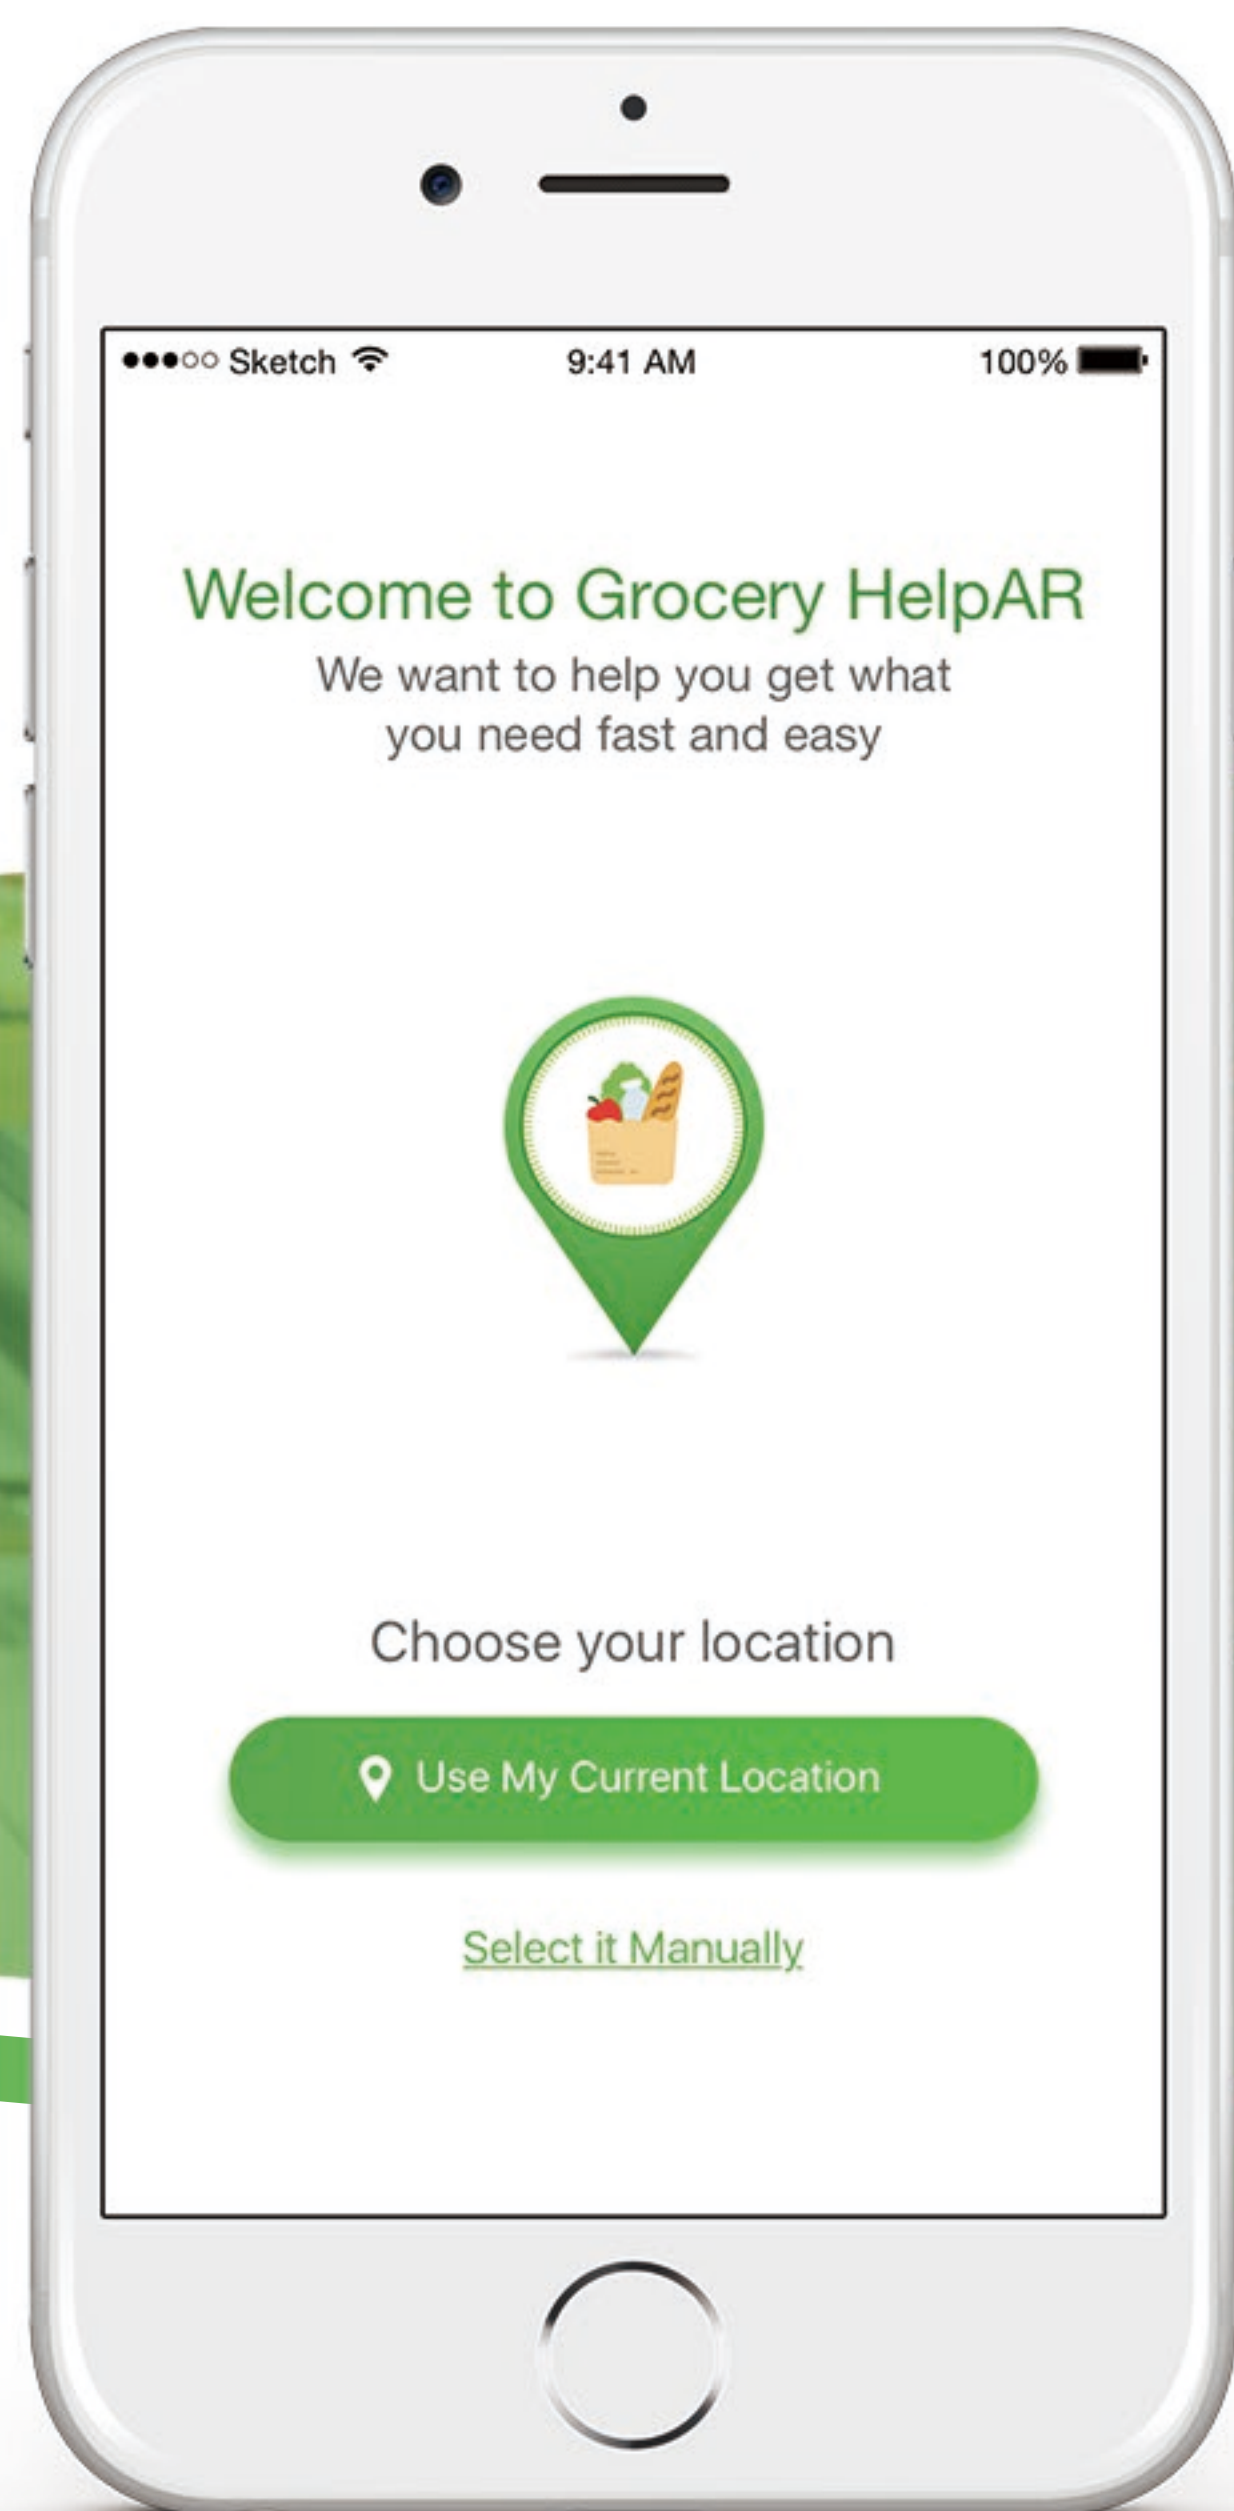 Sketch 9:41 AM 100%
Welcome to Grocery HelpAR
We want to help you get what
you need fast and easy
Choose your location
Use My Current Location
Select it Manually